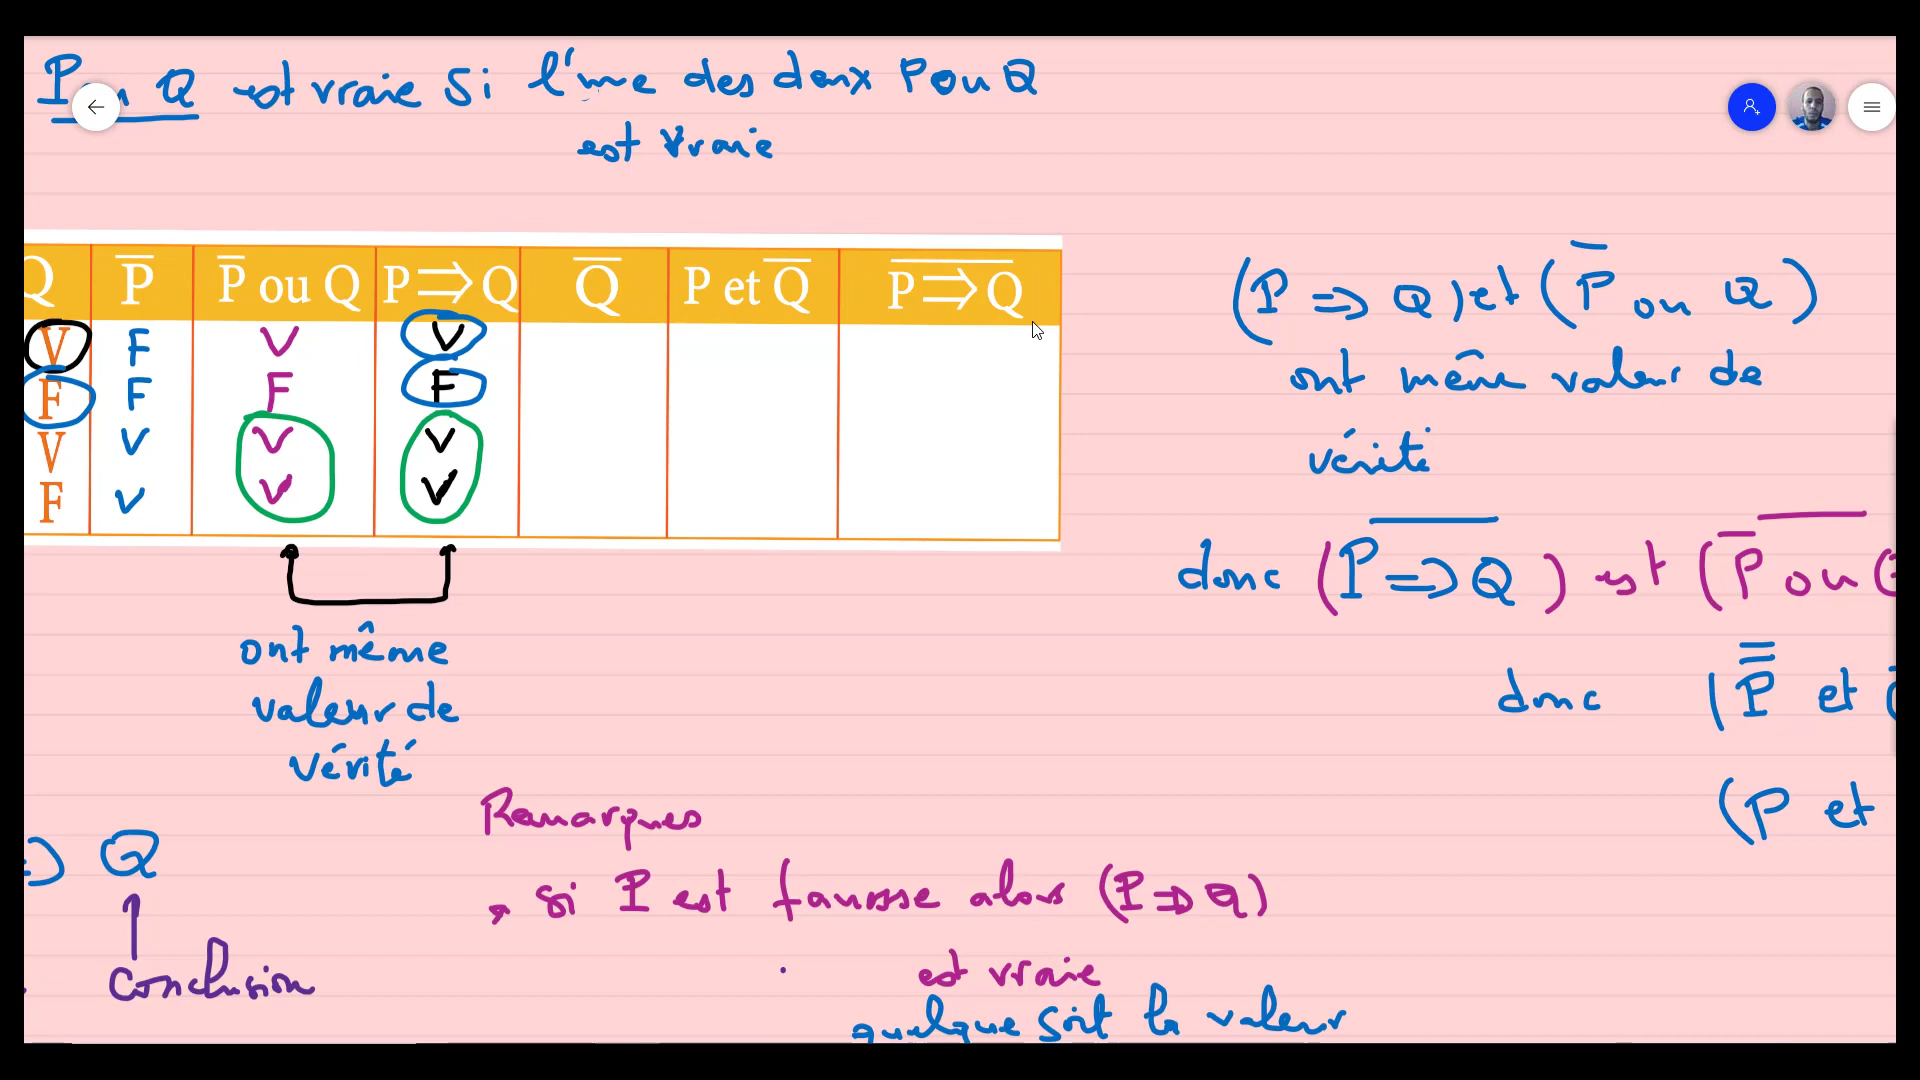 P ou Q est vraie si l'une des deux P ou Q
est vraie
Q P̅ P̅ ou Q P⟹Q Q̅ P et Q̅ P̅⟹̅Q̅
V F V V
F F F F
V V V V
F V V V
ont même
valeur de
vérité
(P ⟹ Q) et (P̅ ou Q)
ont même valeur de
vérité
donc (P̅⟹̅Q̅) est (P̅ ou (
donc (P̿ et (
(P et
⟹ Q
Conclusion
Remarques
si P est fausse alors (P ⟹ Q)
est vraie
quelque soit la valeur